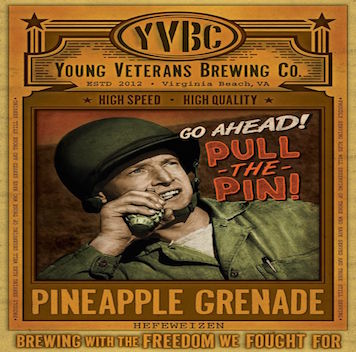 YVBC
YOUNG VETERANS BREWING CO.
ESTD 2012 • Virginia Beach, VA
★ HIGH SPEED • HIGH QUALITY ★
GO AHEAD!
PULL
-THE-
PIN!
PINEAPPLE GRENADE
HEFEWEIZEN
BREWING WITH THE FREEDOM WE FOUGHT FOR